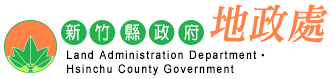 新竹縣政府 地政處
Land Administration Department・
Hsinchu County Government